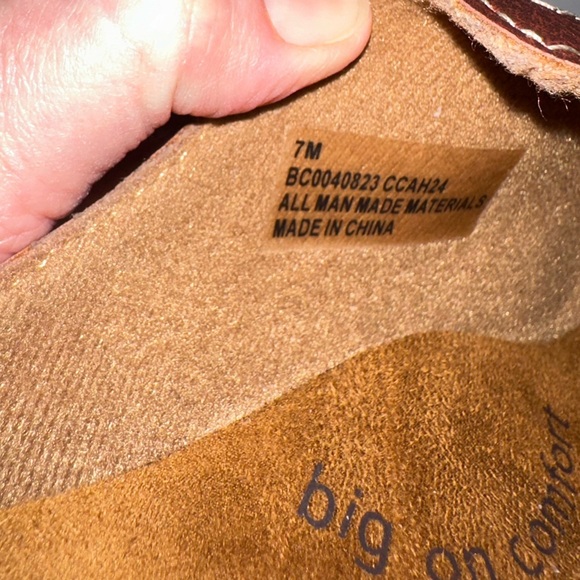 7M
BC0040823 CCAH24
ALL MAN MADE MATERIALS
MADE IN CHINA
big on comfort